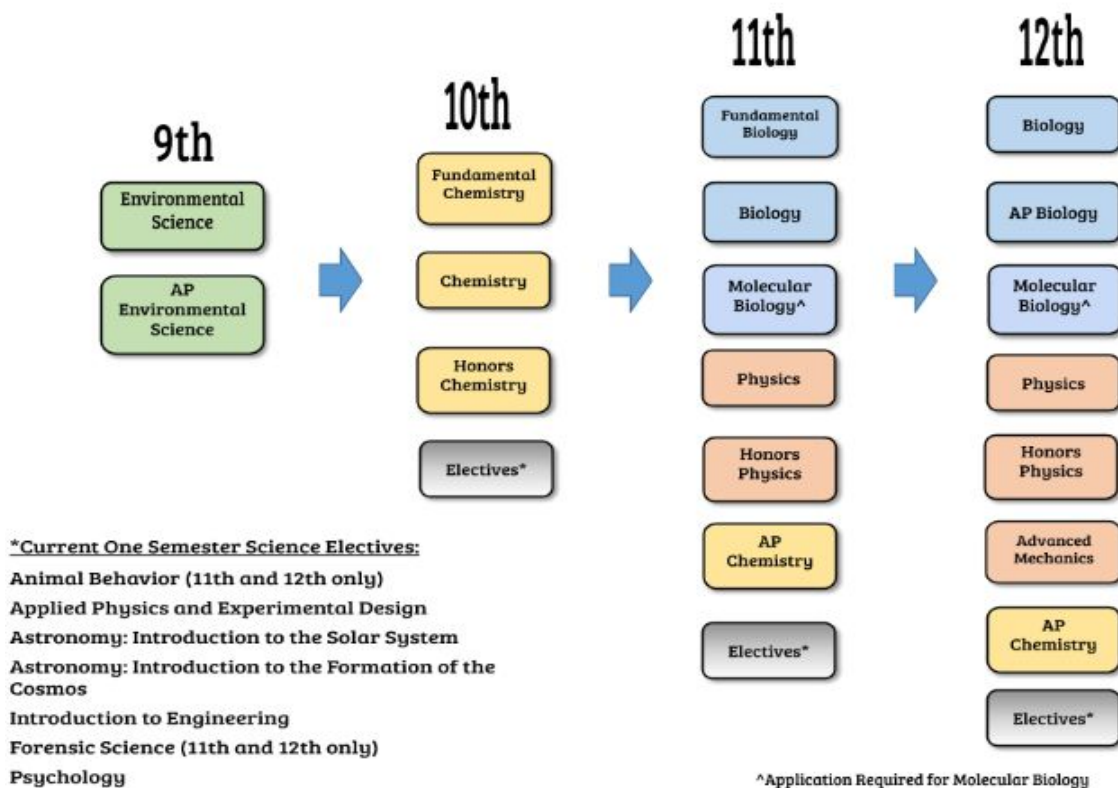 9th
Environmental
Science
AP
Environmental
Science
10th
Fundamental
Chemistry
Chemistry
Honors
Chemistry
Electives*
11th
Fundamental
Biology
Biology
Molecular
Biology^
Physics
Honors
Physics
AP
Chemistry
Electives*
12th
Biology
AP Biology
Molecular
Biology^
Physics
Honors
Physics
Advanced
Mechanics
AP
Chemistry
Electives*
*Current One Semester Science Electives:
Animal Behavior (11th and 12th only)
Applied Physics and Experimental Design
Astronomy: Introduction to the Solar System
Astronomy: Introduction to the Formation of the
Cosmos
Introduction to Engineering
Forensic Science (11th and 12th only)
Psychology
^Application Required for Molecular Biology